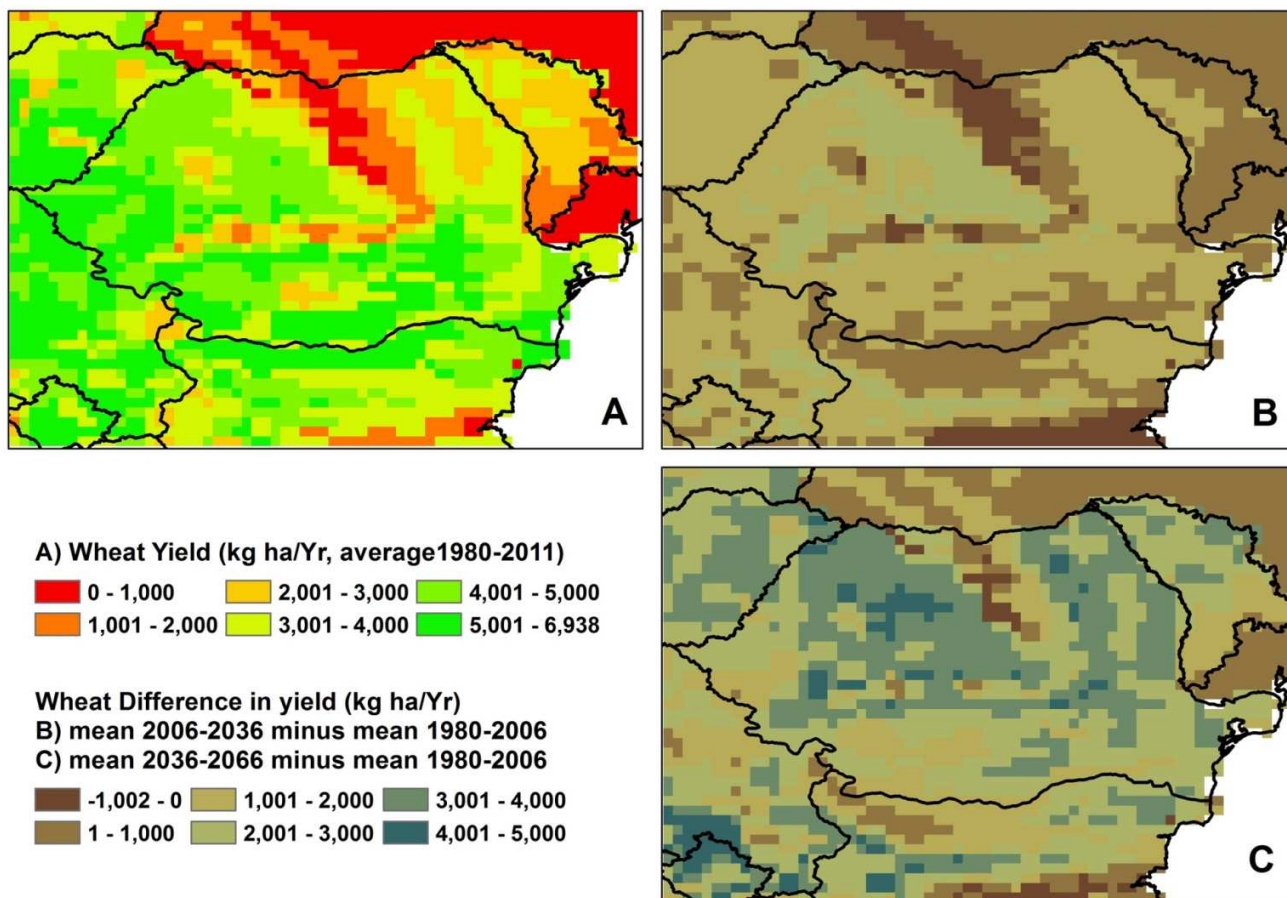 A
B
A) Wheat Yield (kg ha/Yr, average1980-2011)
0 - 1,000
2,001 - 3,000
4,001 - 5,000
1,001 - 2,000
3,001 - 4,000
5,001 - 6,938
Wheat Difference in yield (kg ha/Yr)
B) mean 2006-2036 minus mean 1980-2006
C) mean 2036-2066 minus mean 1980-2006
-1,002 - 0
1,001 - 2,000
3,001 - 4,000
1 - 1,000
2,001 - 3,000
4,001 - 5,000
C